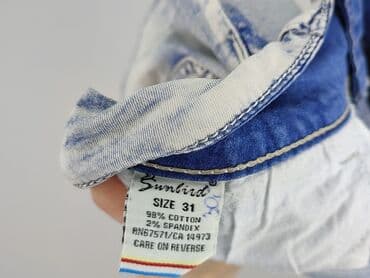 Sunbird
SIZE 31
98% COTTON
2% SPANDEX
RN67571/CA 14973
CARE ON REVERSE